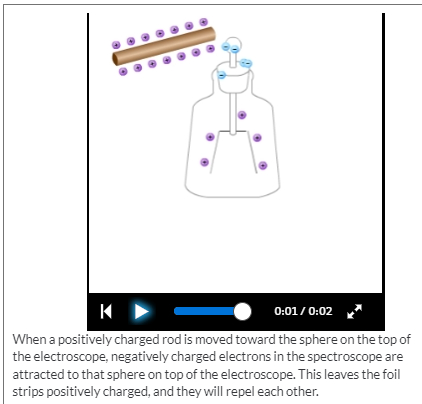 0:01 / 0:02
When a positively charged rod is moved toward the sphere on the top of
the electroscope, negatively charged electrons in the spectroscope are
attracted to that sphere on top of the electroscope. This leaves the foil
strips positively charged, and they will repel each other.